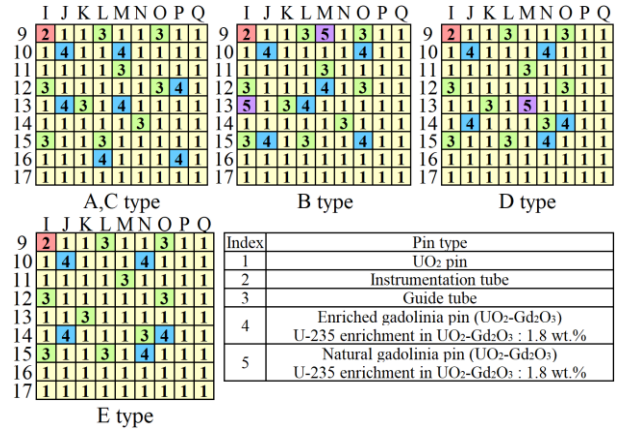 I J K L M N O P Q I J K L M N O P Q I J K L M N O P Q
9 2 1 1 3 1 1 3 1 1 9 2 1 1 3 5 1 3 1 1 9 2 1 1 3 1 1 3 1 1
10 1 4 1 1 4 1 1 1 1 10 1 4 1 1 1 1 4 1 1 10 1 4 1 1 1 4 1 1 1
11 1 1 1 1 3 1 1 1 1 11 1 1 1 1 3 1 1 1 1 11 1 1 1 1 3 1 1 1 1
12 3 1 1 1 1 1 3 4 1 12 3 1 1 1 4 1 3 1 1 12 3 1 1 1 1 1 3 1 1
13 1 4 3 1 4 1 1 1 1 13 5 1 3 4 1 1 1 1 1 13 1 1 3 1 5 1 1 1 1
14 1 1 1 1 1 3 1 1 1 14 1 1 1 1 1 3 1 1 1 14 1 4 1 1 1 3 4 1 1
15 3 1 1 3 1 1 1 1 1 15 3 4 1 3 1 1 4 1 1 15 3 1 1 3 1 4 1 1 1
16 1 1 1 4 1 1 1 4 1 16 1 1 1 1 1 1 1 1 1 16 1 1 1 1 1 1 1 1 1
17 1 1 1 1 1 1 1 1 1 17 1 1 1 1 1 1 1 1 1 17 1 1 1 1 1 1 1 1 1
A,C type B type D type
I J K L M N O P Q
9 2 1 1 3 1 1 3 1 1
10 1 4 1 1 1 4 1 1 1
11 1 1 1 1 3 1 1 1 1
12 3 1 1 1 1 1 3 1 1
13 1 1 3 1 1 1 1 1 1
14 1 4 1 1 1 3 4 1 1
15 3 1 1 3 1 4 1 1 1
16 1 1 1 1 1 1 1 1 1
17 1 1 1 1 1 1 1 1 1
E type
Index Pin type
1 UO₂ pin
2 Instrumentation tube
3 Guide tube
4 Enriched gadolinia pin (UO₂-Gd₂O₃)
U-235 enrichment in UO₂-Gd₂O₃ : 1.8 wt.%
5 Natural gadolinia pin (UO₂-Gd₂O₃)
U-235 enrichment in UO₂-Gd₂O₃ : 1.8 wt.%